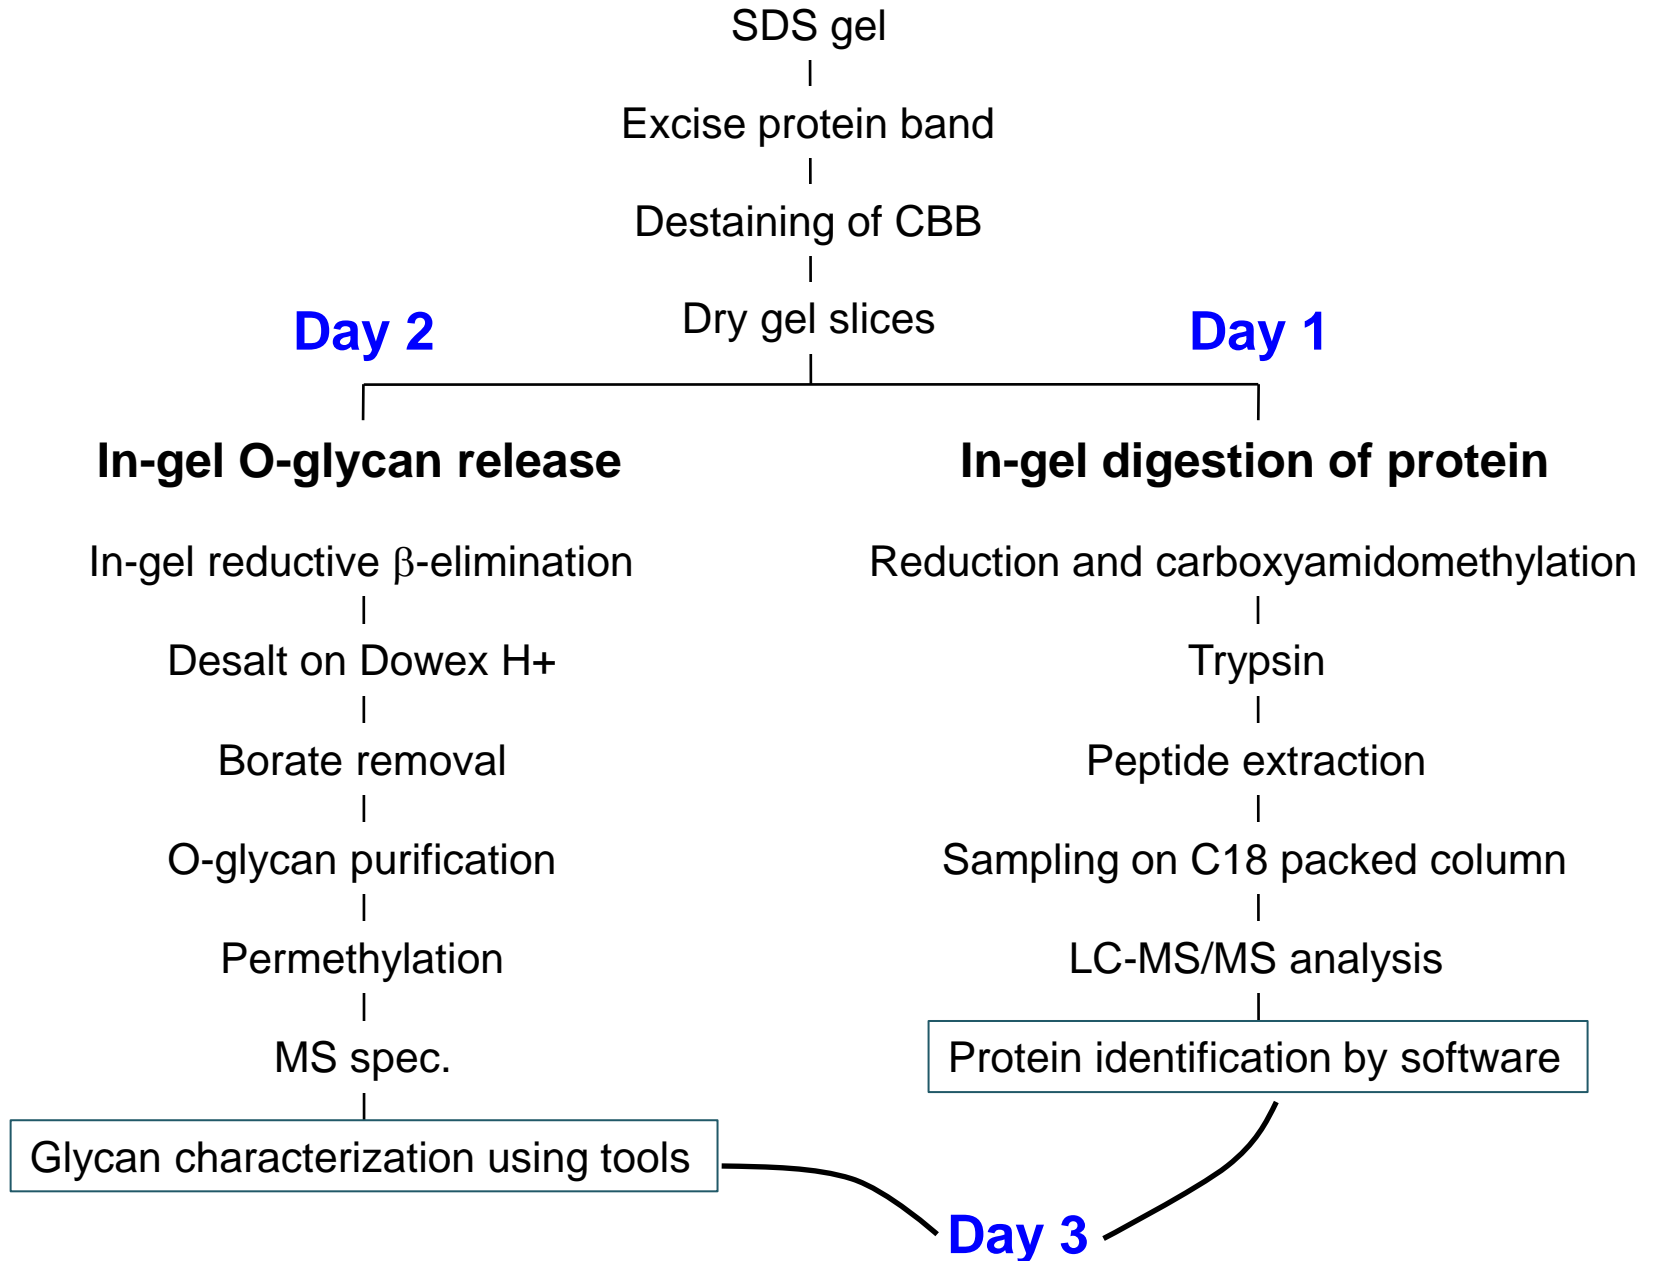 SDS gel
Excise protein band
Destaining of CBB
Dry gel slices
Day 2
Day 1
In-gel O-glycan release
In-gel reductive β-elimination
Desalt on Dowex H+
Borate removal
O-glycan purification
Permethylation
MS spec.
Glycan characterization using tools
In-gel digestion of protein
Reduction and carboxyamidomethylation
Trypsin
Peptide extraction
Sampling on C18 packed column
LC-MS/MS analysis
Protein identification by software
Day 3